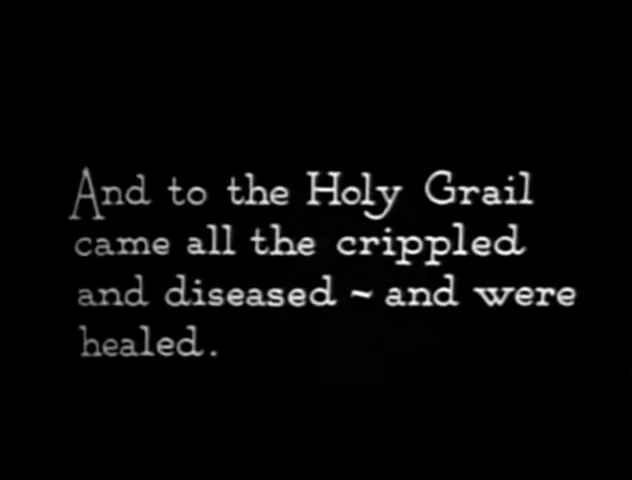 And to the Holy Grail
came all the crippled
and diseased ~ and were
healed.